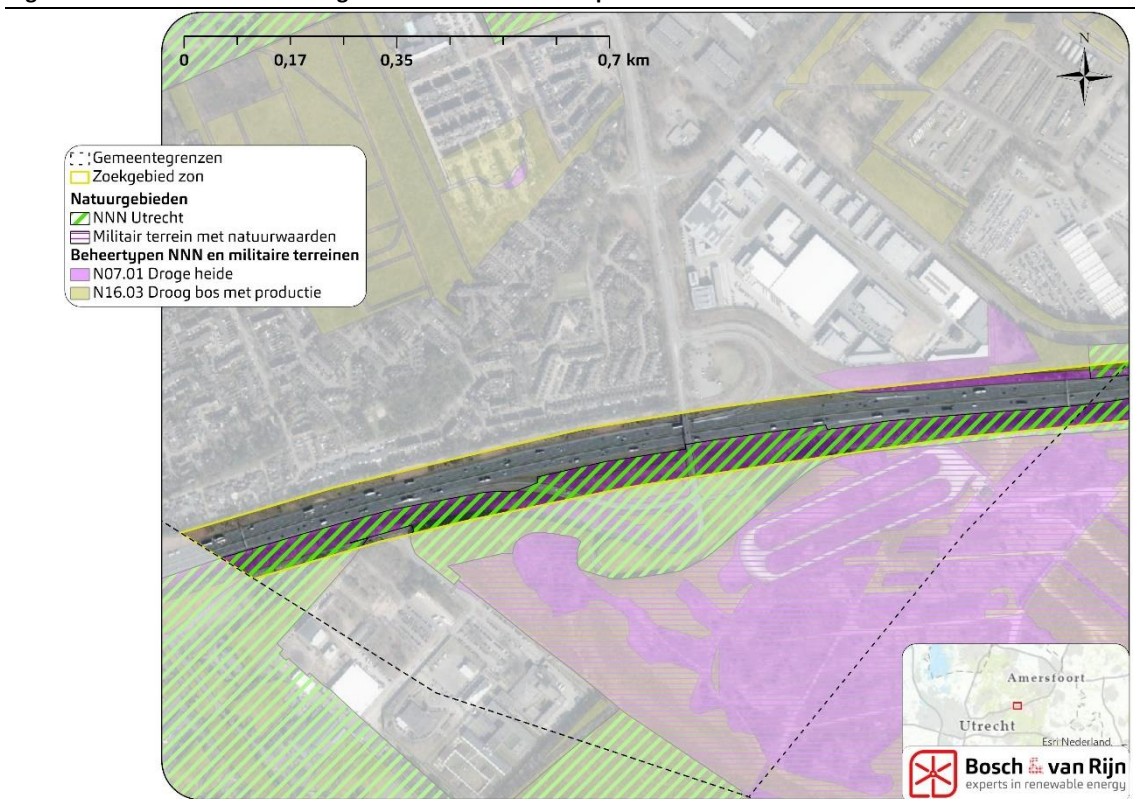 0 0,17 0,35 0,7 km
N
Gemeentegrenzen
Zoekgebied zon
Natuurgebieden
NNN Utrecht
Militair terrein met natuurwaarden
Beheertypen NNN en militaire terreinen
N07.01 Droge heide
N16.03 Droog bos met productie
Amersfoort
Utrecht
Esri Nederland,
Bosch & van Rijn
experts in renewable energy